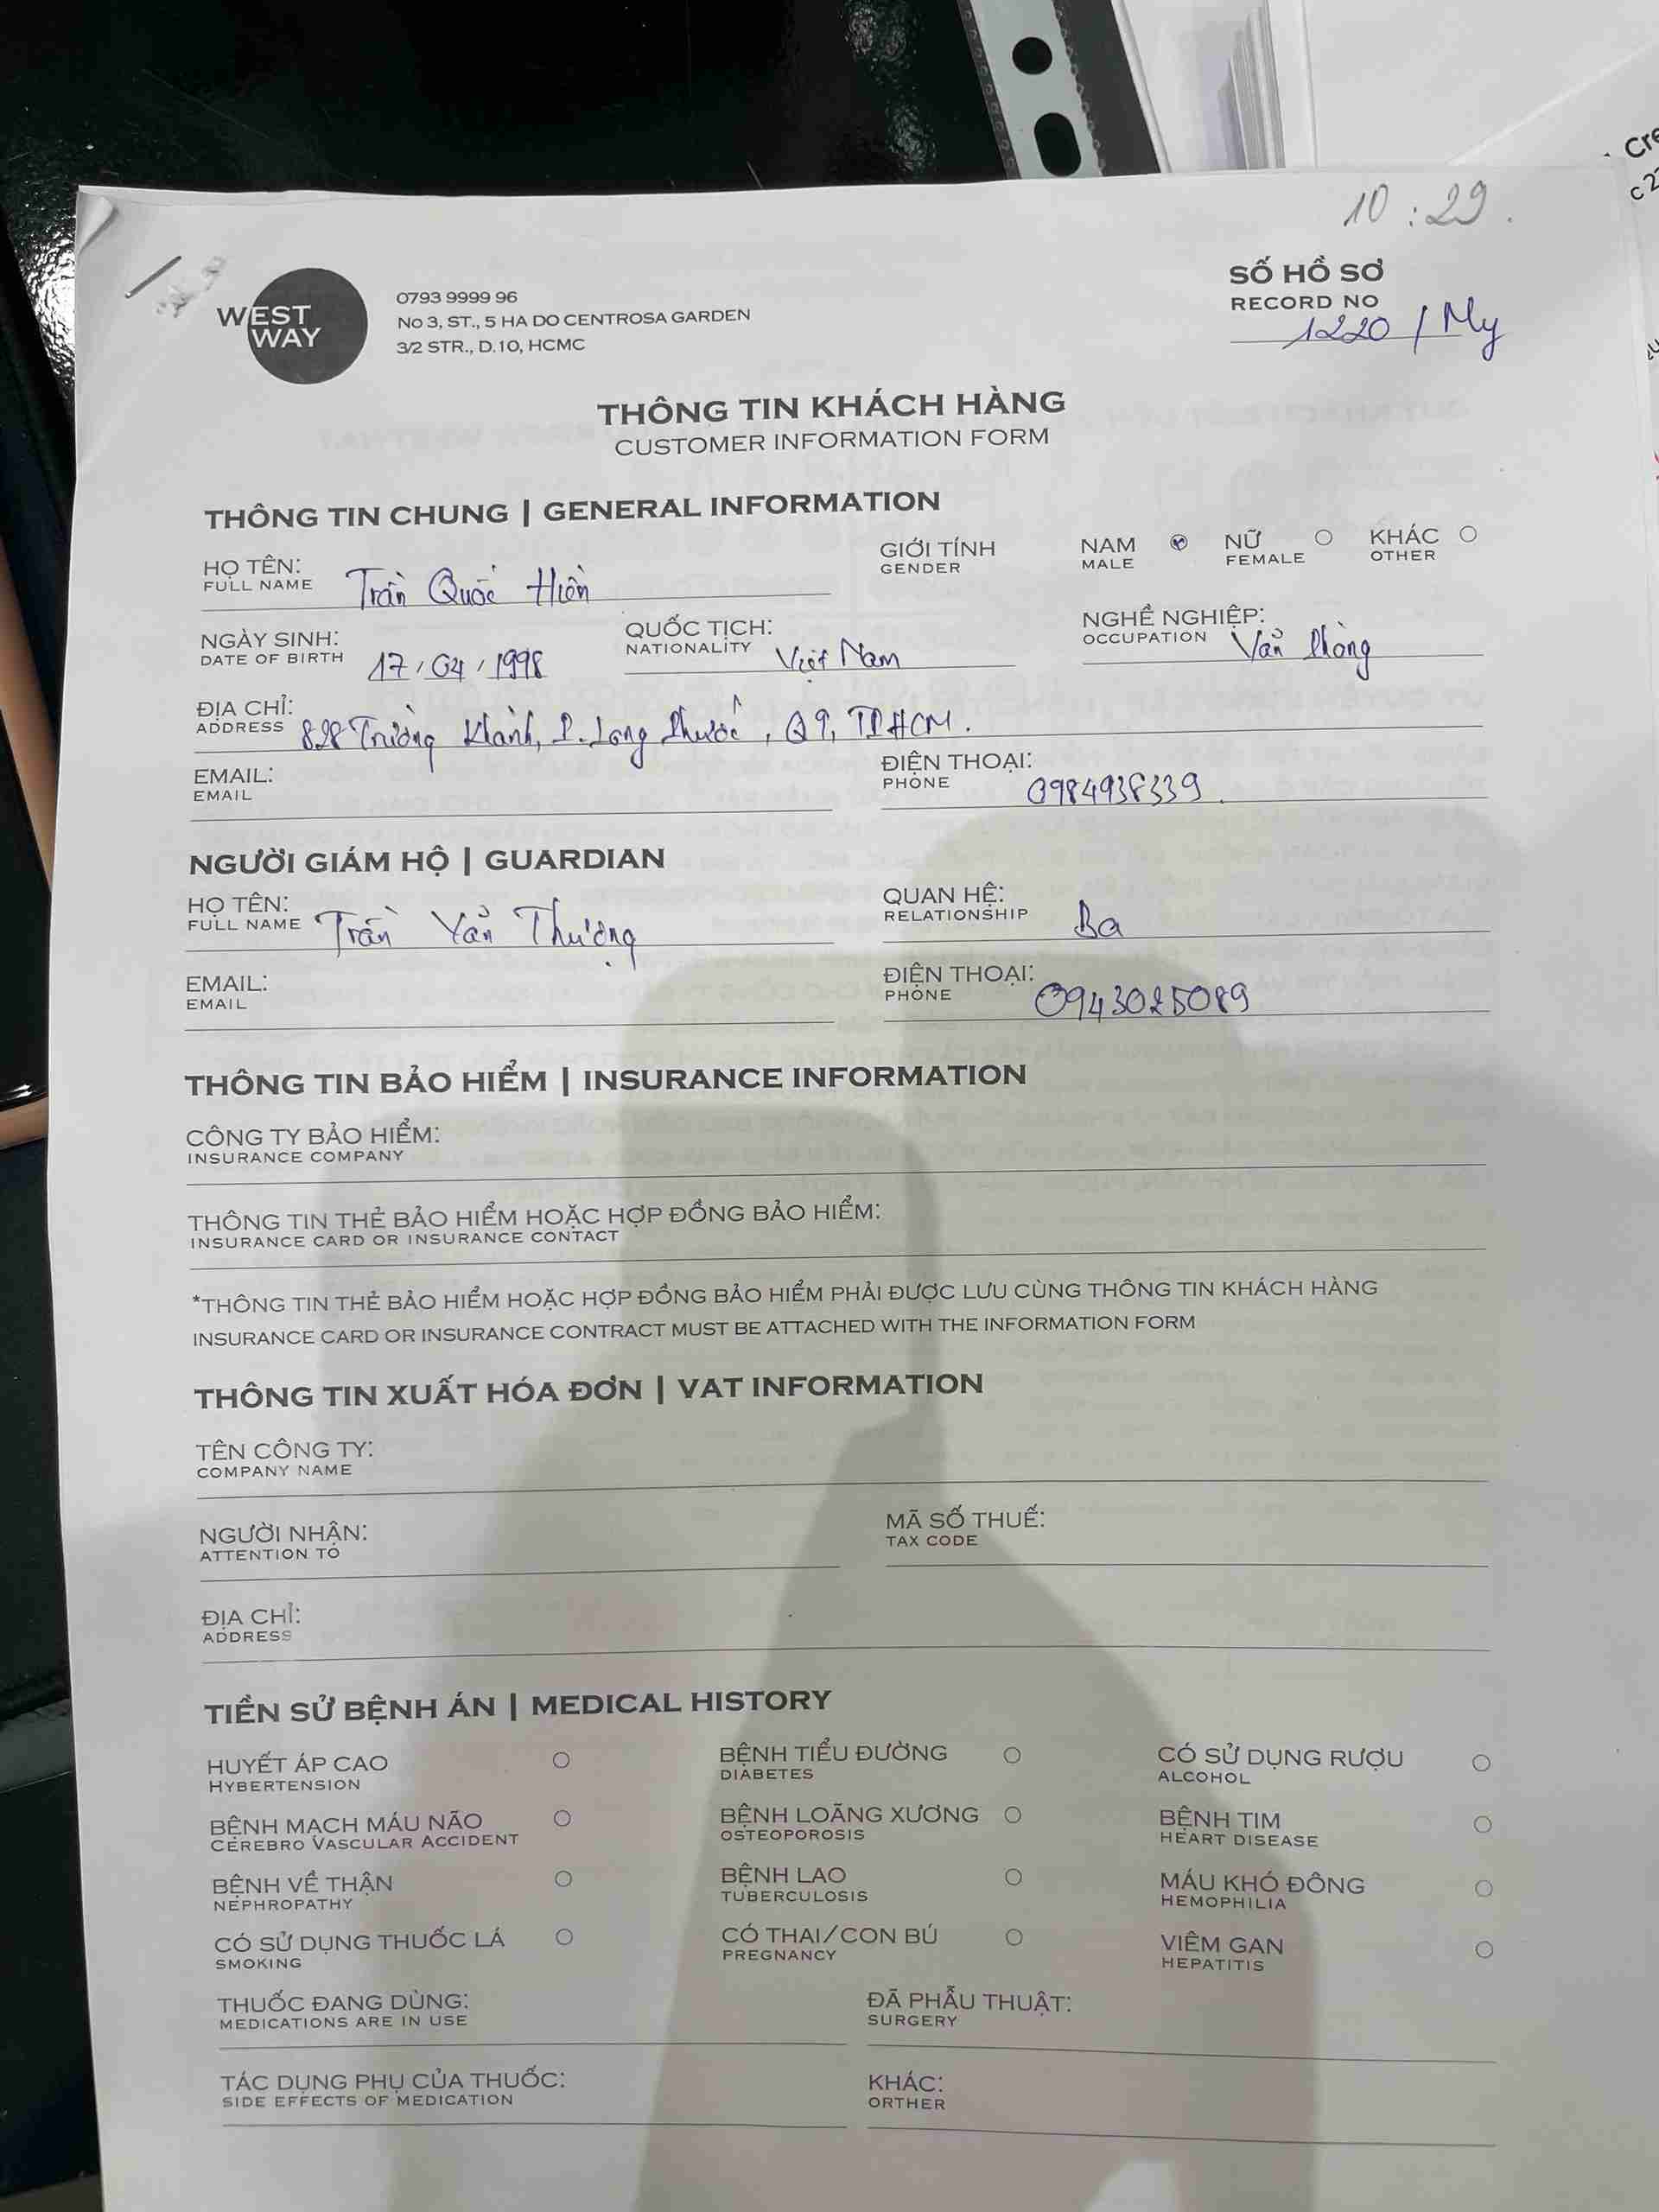 10 : 29.
Cre
c 2
WEST
WAY
0793 9999 96
No 3, ST., 5 HA DO CENTROSA GARDEN
3/2 STR., D.10, HCMC
SỐ HỒ SƠ
RECORD NO
1220 / My
THÔNG TIN KHÁCH HÀNG
CUSTOMER INFORMATION FORM
THÔNG TIN CHUNG | GENERAL INFORMATION
HỌ TÊN: Trần Quốc Hiền
FULL NAME
GIỚI TÍNH NAM NỮ KHÁC
GENDER MALE FEMALE OTHER
NGÀY SINH: 17 / 04 / 1998
DATE OF BIRTH
QUỐC TỊCH: Việt Nam
NATIONALITY
NGHỀ NGHIỆP: Văn Phòng
OCCUPATION
ĐỊA CHỈ: 828 Trường Khánh, P. Long Phước, Q9, TPHCM.
ADDRESS
EMAIL:
EMAIL
ĐIỆN THOẠI: 0984938339.
PHONE
NGƯỜI GIÁM HỘ | GUARDIAN
HỌ TÊN: Trần Văn Thượng
FULL NAME
QUAN HỆ: Ba
RELATIONSHIP
EMAIL:
EMAIL
ĐIỆN THOẠI: 0943025089
PHONE
THÔNG TIN BẢO HIỂM | INSURANCE INFORMATION
CÔNG TY BẢO HIỂM:
INSURANCE COMPANY
THÔNG TIN THẺ BẢO HIỂM HOẶC HỢP ĐỒNG BẢO HIỂM:
INSURANCE CARD OR INSURANCE CONTACT
*THÔNG TIN THẺ BẢO HIỂM HOẶC HỢP ĐỒNG BẢO HIỂM PHẢI ĐƯỢC LƯU CÙNG THÔNG TIN KHÁCH HÀNG
INSURANCE CARD OR INSURANCE CONTRACT MUST BE ATTACHED WITH THE INFORMATION FORM
THÔNG TIN XUẤT HÓA ĐƠN | VAT INFORMATION
TÊN CÔNG TY:
COMPANY NAME
NGƯỜI NHẬN:
ATTENTION TO
MÃ SỐ THUẾ:
TAX CODE
ĐỊA CHỈ:
ADDRESS
TIỀN SỬ BỆNH ÁN | MEDICAL HISTORY
HUYẾT ÁP CAO BỆNH TIỂU ĐƯỜNG CÓ SỬ DỤNG RƯỢU
HYBERTENSION DIABETES ALCOHOL
BỆNH MẠCH MÁU NÃO BỆNH LOÃNG XƯƠNG BỆNH TIM
CEREBRO VASCULAR ACCIDENT OSTEOPOROSIS HEART DISEASE
BỆNH VỀ THẬN BỆNH LAO MÁU KHÓ ĐÔNG
NEPHROPATHY TUBERCULOSIS HEMOPHILIA
CÓ SỬ DỤNG THUỐC LÁ CÓ THAI/CON BÚ VIÊM GAN
SMOKING PREGNANCY HEPATITIS
THUỐC ĐANG DÙNG: ĐÃ PHẪU THUẬT:
MEDICATIONS ARE IN USE SURGERY
TÁC DỤNG PHỤ CỦA THUỐC: KHÁC:
SIDE EFFECTS OF MEDICATION ORTHER